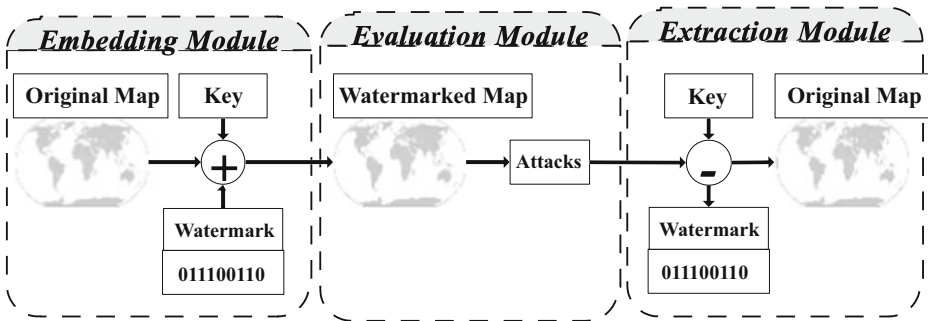 Embedding Module
Evaluation Module
Extraction Module
Original Map
Key
Watermarked Map
Key
Original Map
+
Attacks
-
Watermark
011100110
Watermark
011100110